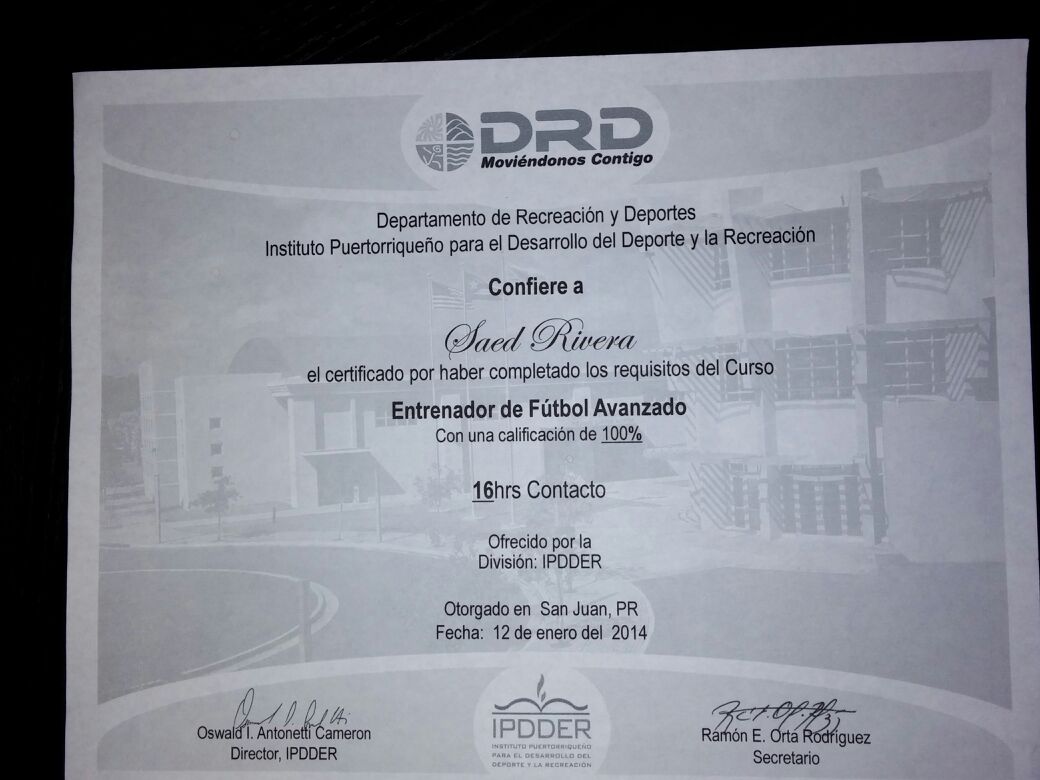 DRD
Moviéndonos Contigo
Departamento de Recreación y Deportes
Instituto Puertorriqueño para el Desarrollo del Deporte y la Recreación
Confiere a
Saed Rivera
el certificado por haber completado los requisitos del Curso
Entrenador de Fútbol Avanzado
Con una calificación de 100%
16hrs Contacto
Ofrecido por la
División: IPDDER
Otorgado en San Juan, PR
Fecha: 12 de enero del 2014
Oswald I. Antonetti Cameron
Director, IPDDER
IPDDER
INSTITUTO PUERTORRIQUEÑO
PARA EL DESARROLLO DEL
DEPORTE Y LA RECREACIÓN
Ramón E. Orta Rodríguez
Secretario